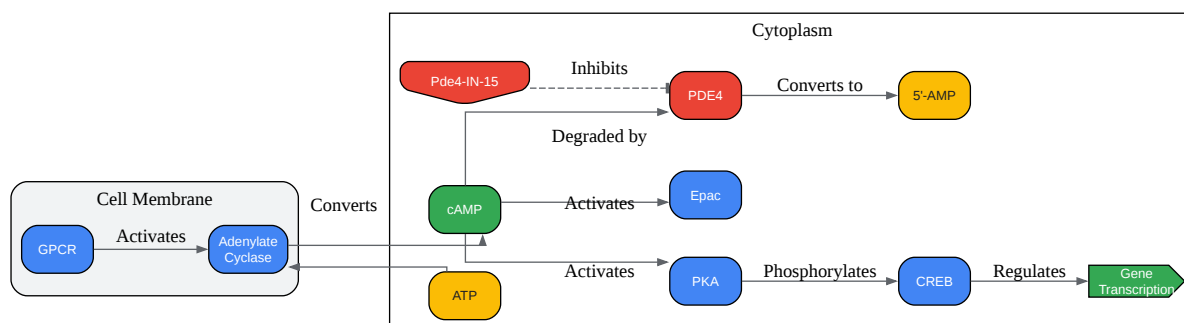 Cytoplasm
Pde4-IN-15
Inhibits
PDE4
Converts to
5'-AMP
Degraded by
Cell Membrane
Converts
cAMP
Activates
Epac
GPCR
Activates
Adenylate
Cyclase
ATP
Activates
PKA
Phosphorylates
CREB
Regulates
Gene
Transcription